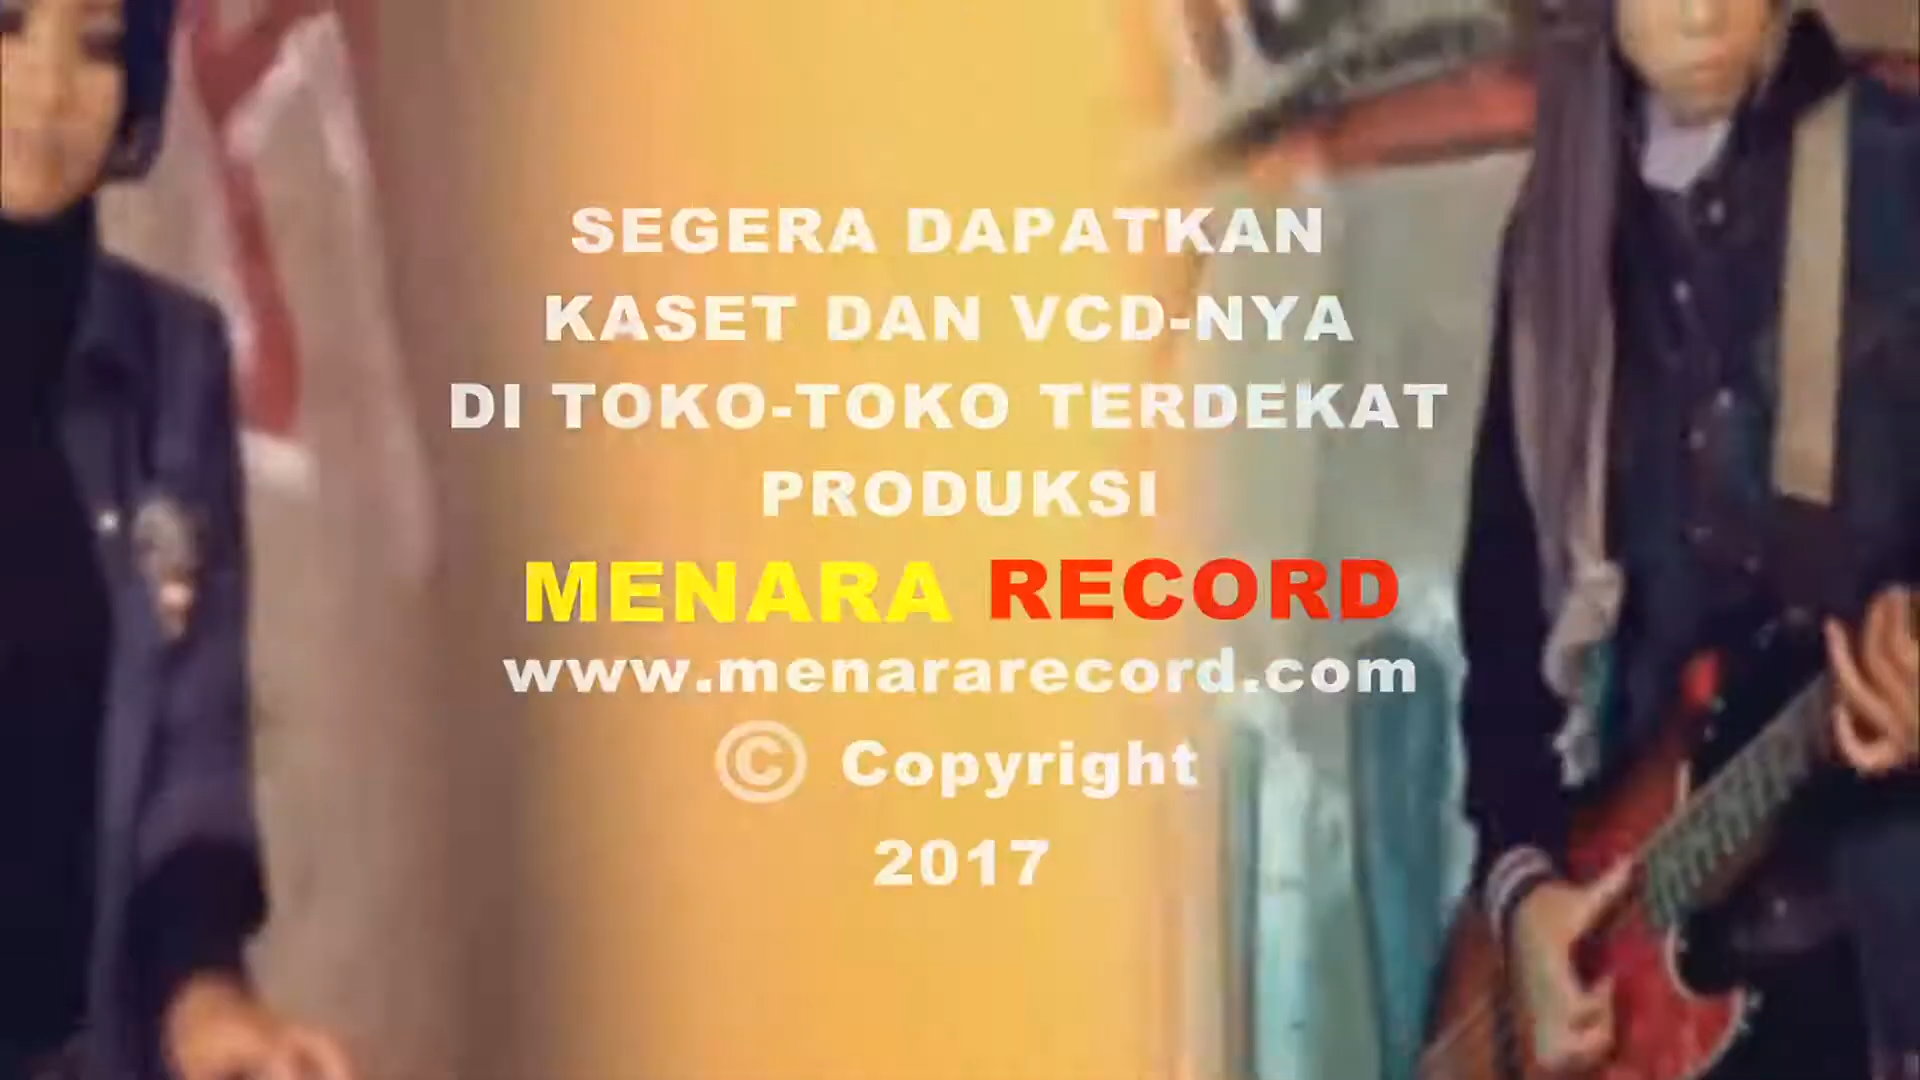 SEGERA DAPATKAN
KASET DAN VCD-NYA
DI TOKO-TOKO TERDEKAT
PRODUKSI
MENARA RECORD
www.menararecord.com
© Copyright
2017